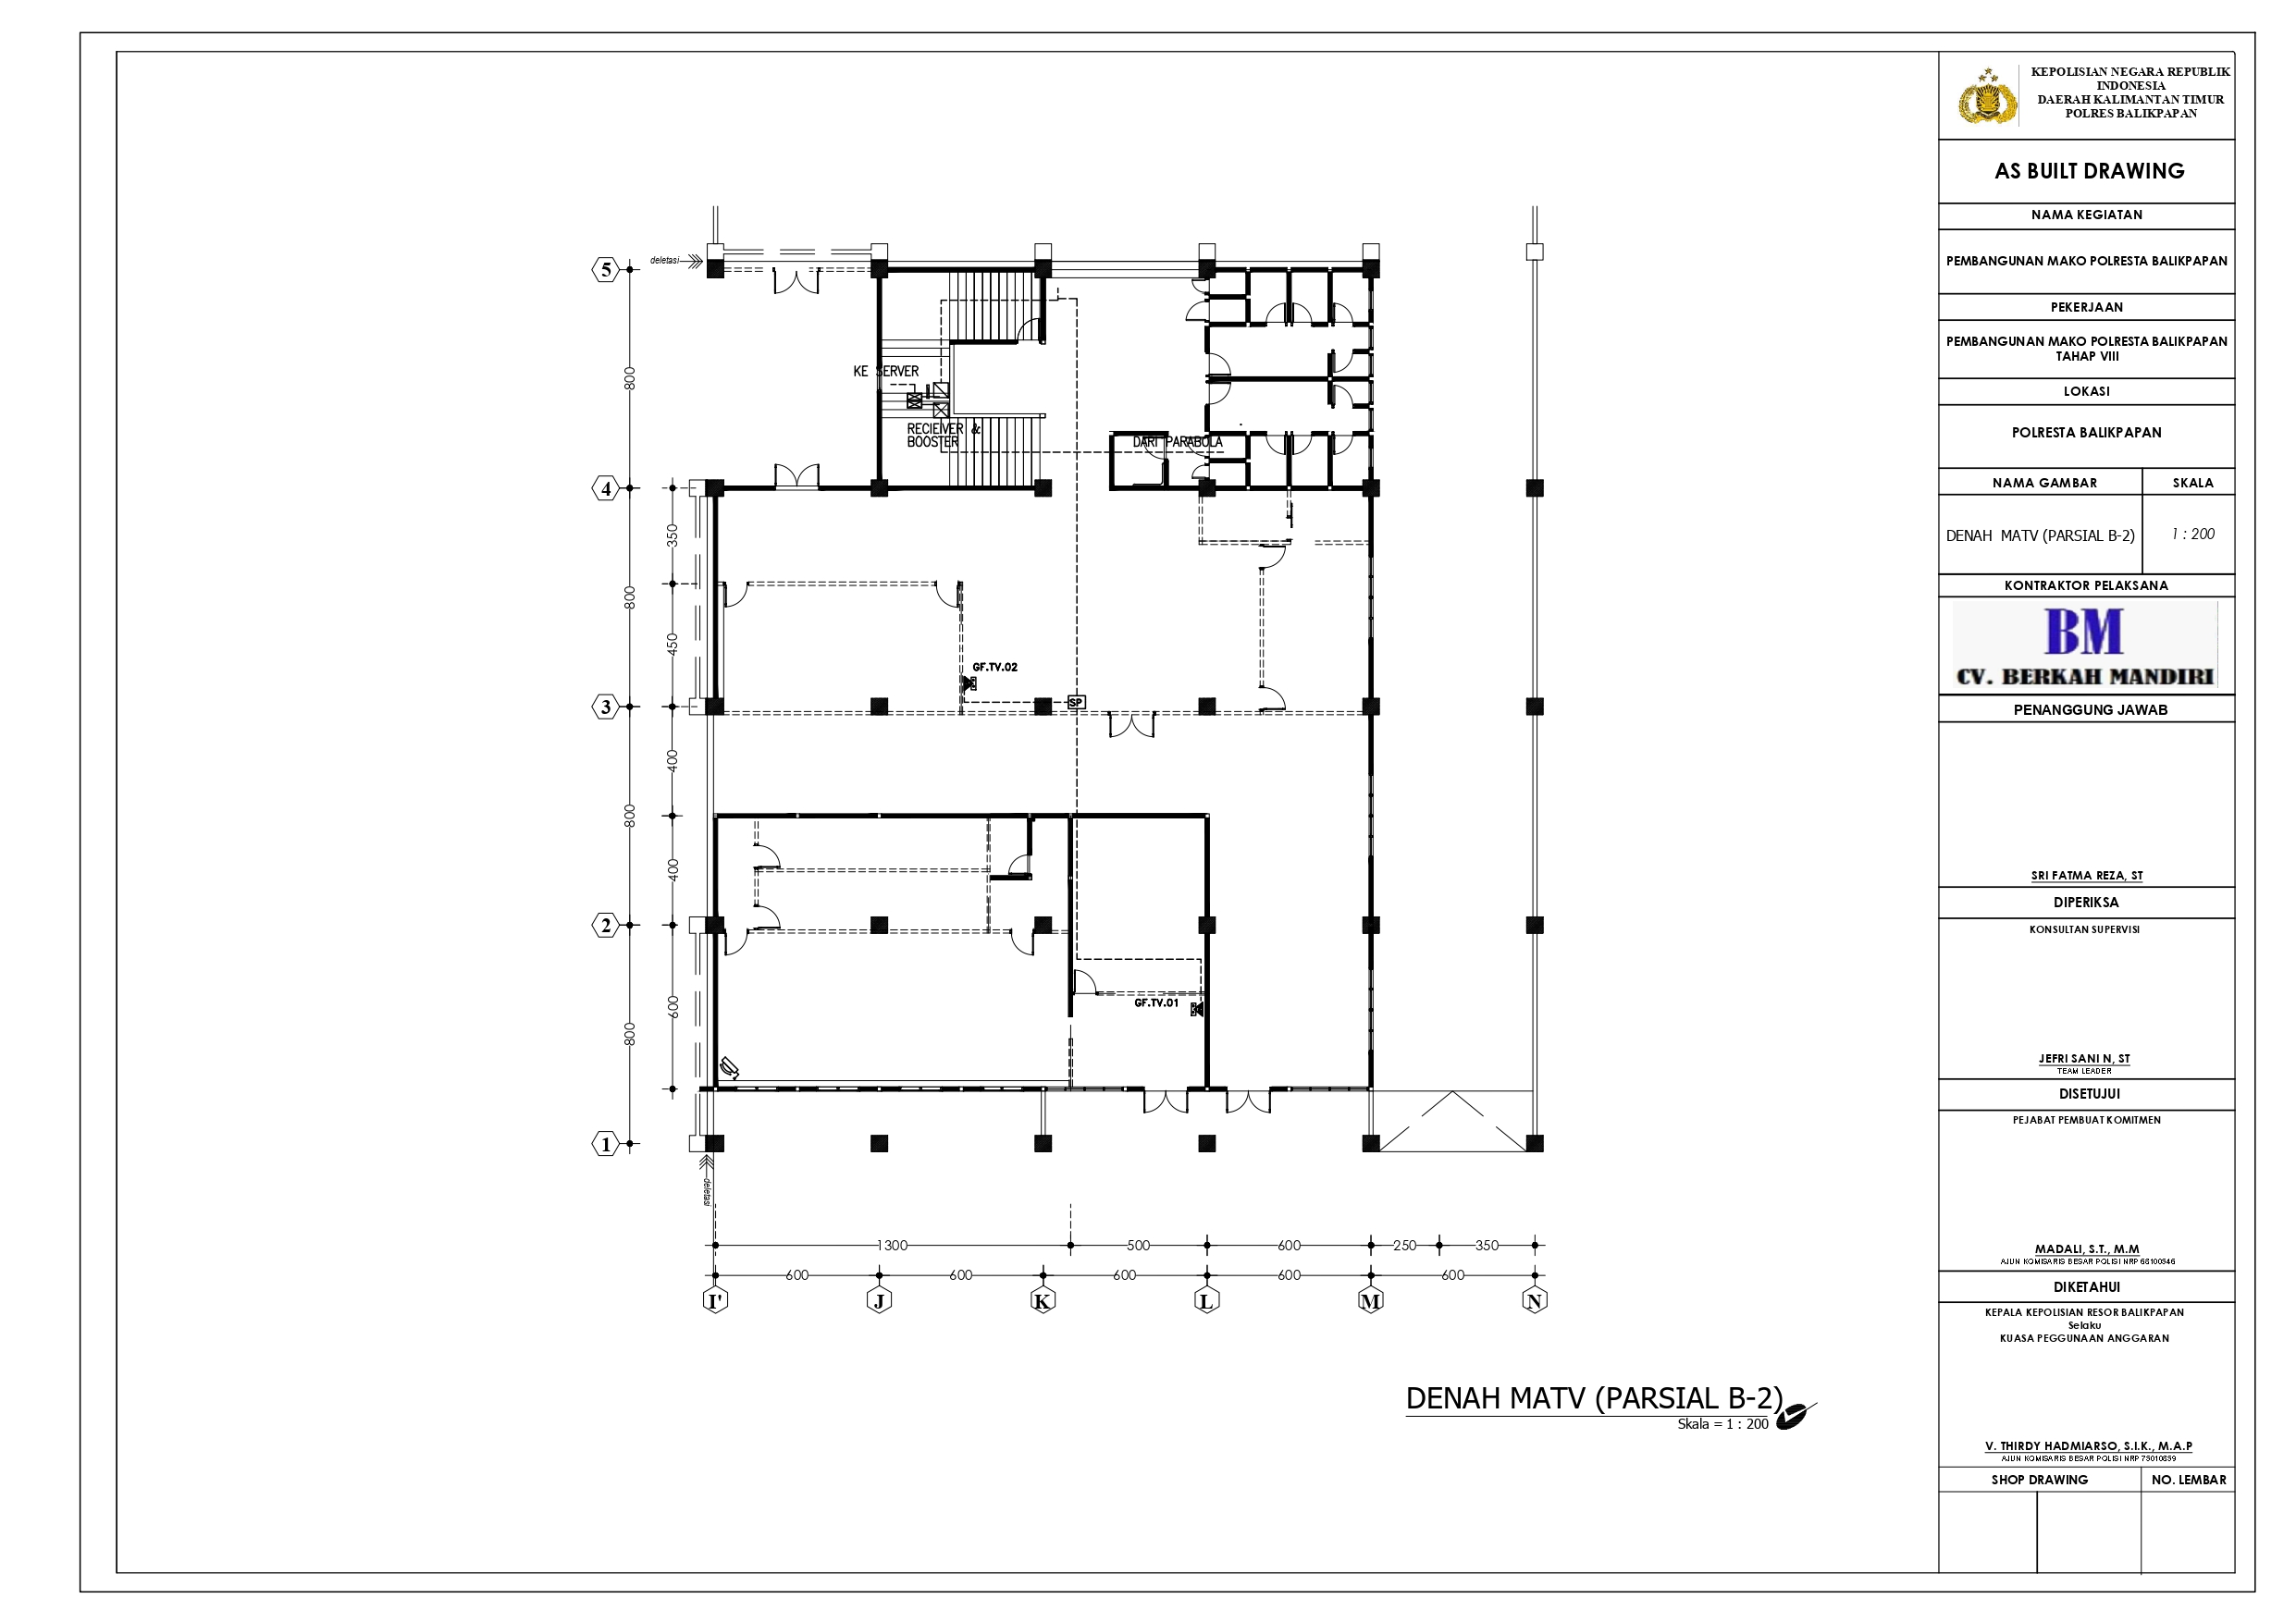 KEPOLISIAN NEGARA REPUBLIK
INDONESIA
DAERAH KALIMANTAN TIMUR
POLRES BALIKPAPAN
AS BUILT DRAWING
NAMA KEGIATAN
PEMBANGUNAN MAKO POLRESTA BALIKPAPAN
PEKERJAAN
PEMBANGUNAN MAKO POLRESTA BALIKPAPAN
TAHAP VIII
LOKASI
POLRESTA BALIKPAPAN
NAMA GAMBAR
SKALA
DENAH MATV (PARSIAL B-2)
1 : 200
KONTRAKTOR PELAKSANA
BM
CV. BERKAH MANDIRI
PENANGGUNG JAWAB
SRI FATMA REZA, ST
DIPERIKSA
KONSULTAN SUPERVISI
JEFRI SANI N, ST
TEAM LEADER
DISETUJUI
PEJABAT PEMBUAT KOMITMEN
MADALI, S.T., M.M
AJUN KOMISARIS BESAR POLISI NRP 68100346
DIKETAHUI
KEPALA KEPOLISIAN RESOR BALIKPAPAN
Selaku
KUASA PEGGUNAAN ANGGARAN
V. THIRDY HADMIARSO, S.I.K., M.A.P
AJUN KOMISARIS BESAR POLISI NRP 75010899
SHOP DRAWING
NO. LEMBAR
5
deletasi
800
KE SERVER
RECIEIVER &
BOOSTER
DARI PARABOLA
4
350
800
450
GF.TV.02
SP
3
400
800
400
2
600
GF.TV.01
800
1
deletasi
1300
500
600
250
350
600
600
600
600
600
I'
J
K
L
M
N
DENAH MATV (PARSIAL B-2)
Skala = 1 : 200